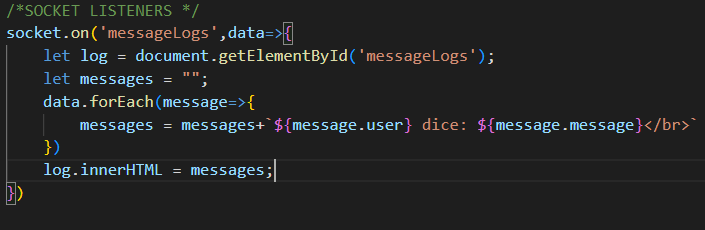 /*SOCKET LISTENERS */
socket.on('messageLogs',data=>{
    let log = document.getElementById('messageLogs');
    let messages = "";
    data.forEach(message=>{
        messages = messages+`${message.user} dice: ${message.message}</br>`
    })
    log.innerHTML = messages;
})